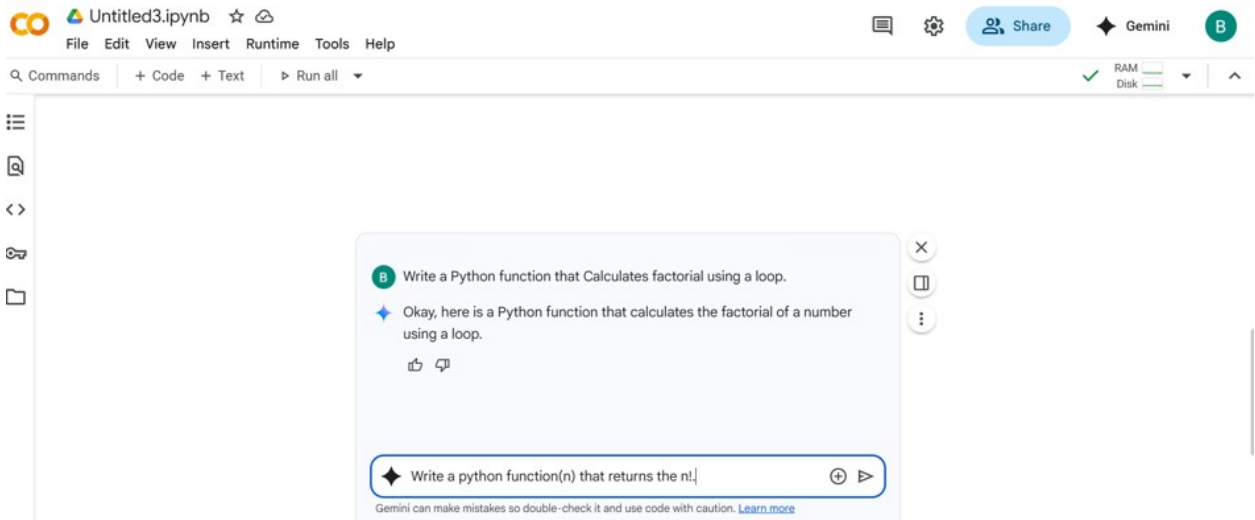 CO
Untitled3.ipynb
File Edit View Insert Runtime Tools Help
Share
Gemini
B
Commands + Code + Text Run all
RAM
Disk
B Write a Python function that Calculates factorial using a loop.
Okay, here is a Python function that calculates the factorial of a number
using a loop.
Write a python function(n) that returns the n!.
Gemini can make mistakes so double-check it and use code with caution. Learn more